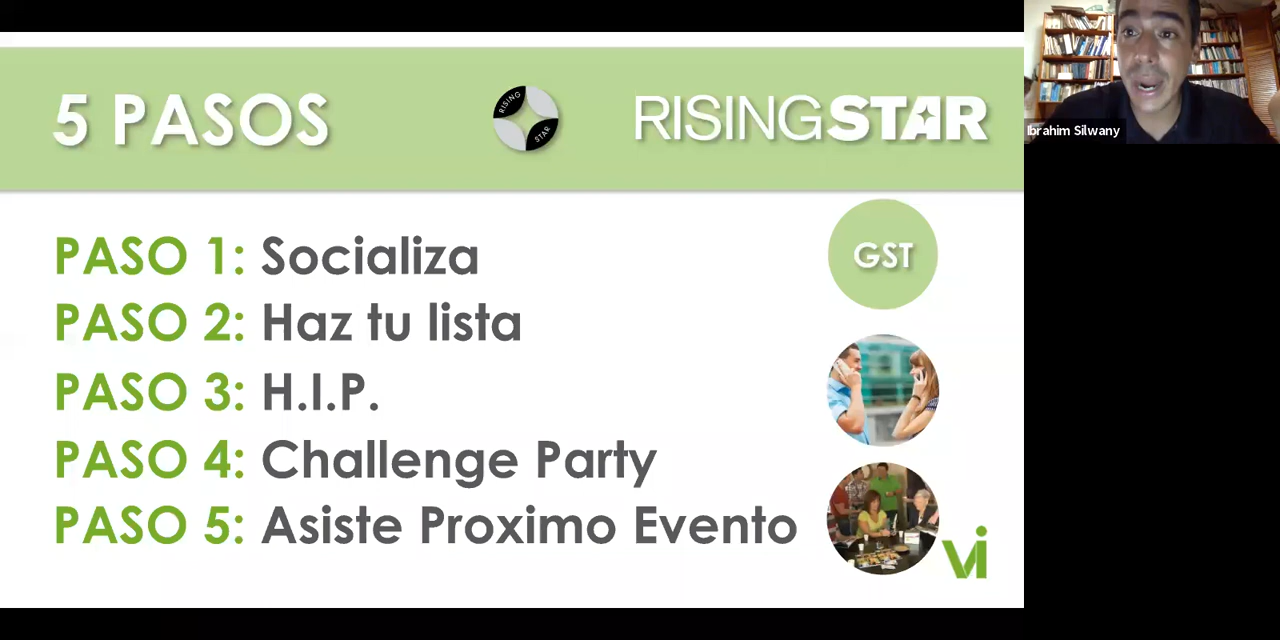 5 PASOS
RISING
STAR
RISINGSTAR
Ibrahim Silwany
PASO 1: Socializa
GST
PASO 2: Haz tu lista
PASO 3: H.I.P.
PASO 4: Challenge Party
PASO 5: Asiste Proximo Evento
vi